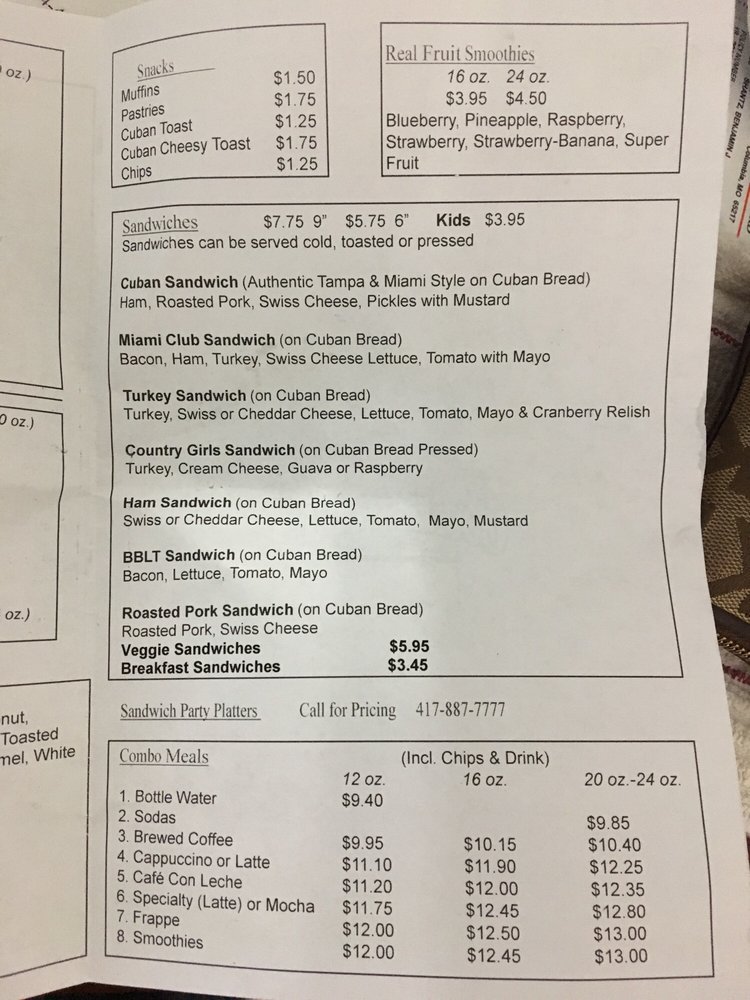 oz.)
0 oz.)
oz.)
nut,
Toasted
mel, White
Snacks
Muffins $1.50
Pastries $1.75
Cuban Toast $1.25
Cuban Cheesy Toast $1.75
Chips $1.25
Real Fruit Smoothies
16 oz. 24 oz.
$3.95 $4.50
Blueberry, Pineapple, Raspberry,
Strawberry, Strawberry-Banana, Super
Fruit
Sandwiches $7.75 9” $5.75 6” Kids $3.95
Sandwiches can be served cold, toasted or pressed
Cuban Sandwich (Authentic Tampa & Miami Style on Cuban Bread)
Ham, Roasted Pork, Swiss Cheese, Pickles with Mustard
Miami Club Sandwich (on Cuban Bread)
Bacon, Ham, Turkey, Swiss Cheese Lettuce, Tomato with Mayo
Turkey Sandwich (on Cuban Bread)
Turkey, Swiss or Cheddar Cheese, Lettuce, Tomato, Mayo & Cranberry Relish
Country Girls Sandwich (on Cuban Bread Pressed)
Turkey, Cream Cheese, Guava or Raspberry
Ham Sandwich (on Cuban Bread)
Swiss or Cheddar Cheese, Lettuce, Tomato, Mayo, Mustard
BBLT Sandwich (on Cuban Bread)
Bacon, Lettuce, Tomato, Mayo
Roasted Pork Sandwich (on Cuban Bread)
Roasted Pork, Swiss Cheese
Veggie Sandwiches $5.95
Breakfast Sandwiches $3.45
Sandwich Party Platters Call for Pricing 417-887-7777
Combo Meals (Incl. Chips & Drink)
12 oz. 16 oz. 20 oz.-24 oz.
1. Bottle Water $9.40
2. Sodas $9.85
3. Brewed Coffee $9.95 $10.15 $10.40
4. Cappuccino or Latte $11.10 $11.90 $12.25
5. Café Con Leche $11.20 $12.00 $12.35
6. Specialty (Latte) or Mocha $11.75 $12.45 $12.80
7. Frappe $12.00 $12.50 $13.00
8. Smoothies $12.00 $12.45 $13.00
BENJAMIN J
Columbia, MO 65217